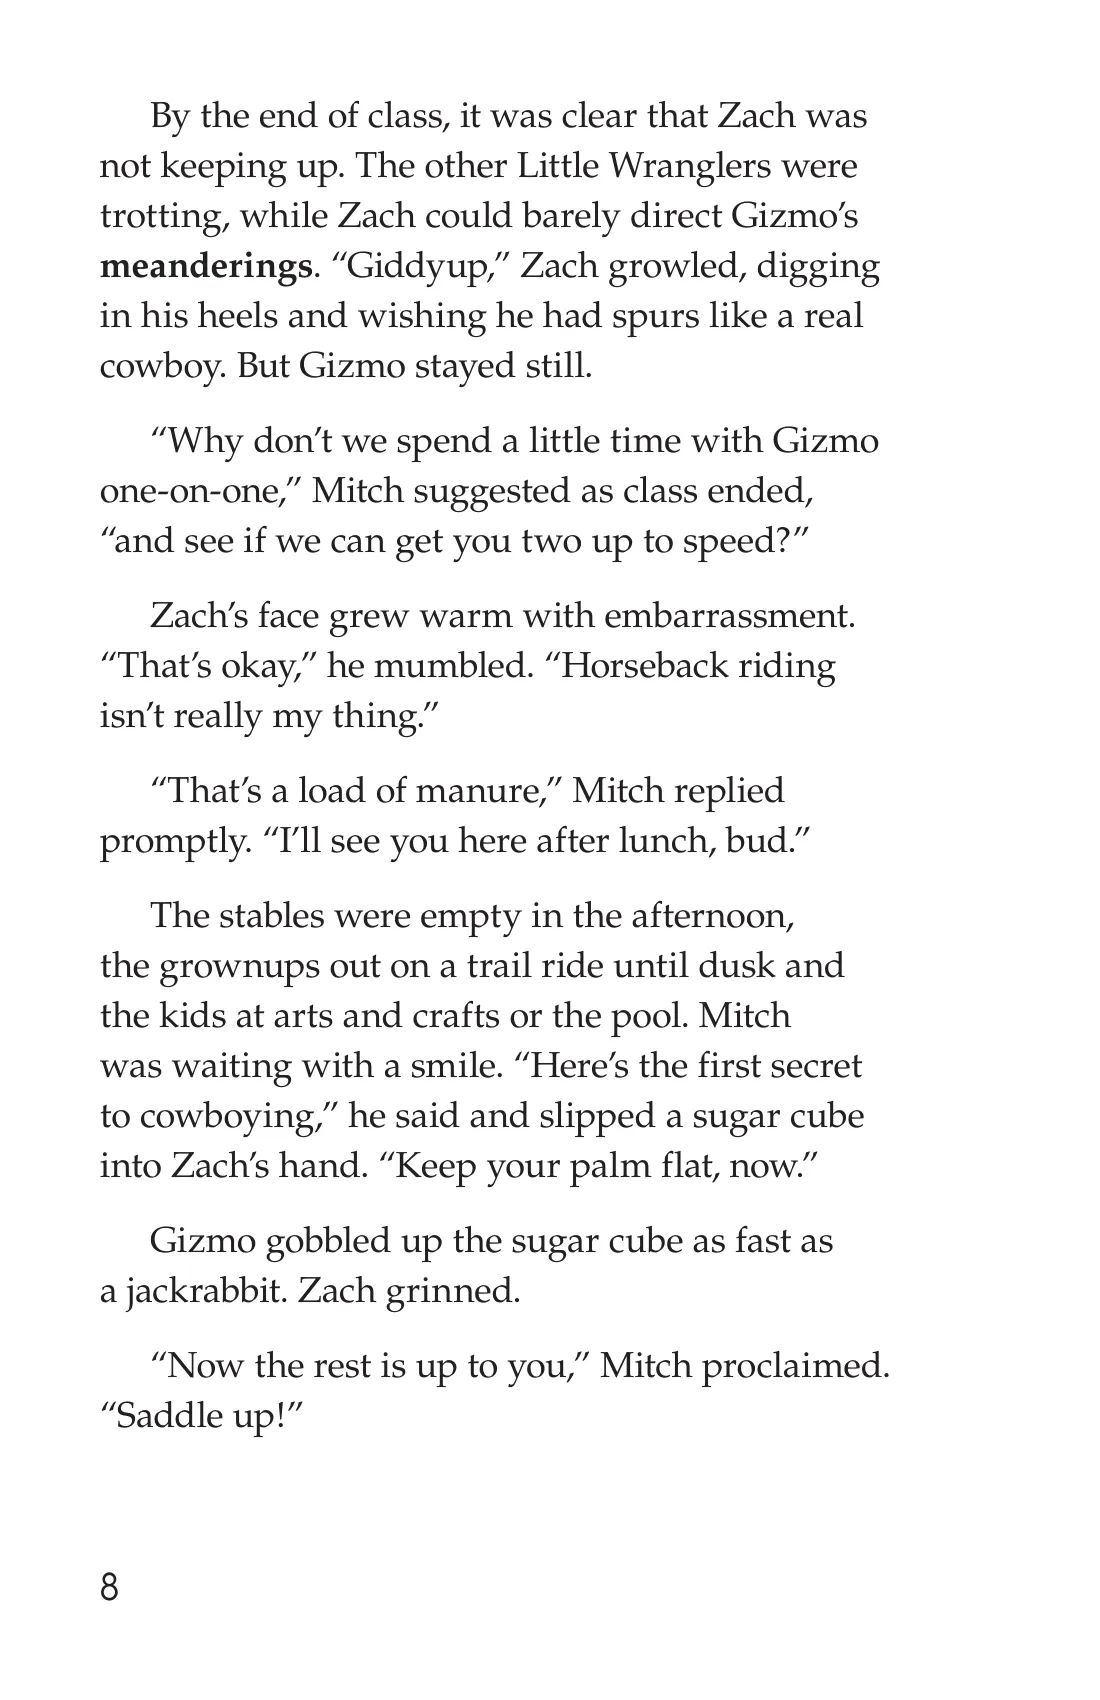 By the end of class, it was clear that Zach was
not keeping up. The other Little Wranglers were
trotting, while Zach could barely direct Gizmo’s
meanderings. “Giddyup,” Zach growled, digging
in his heels and wishing he had spurs like a real
cowboy. But Gizmo stayed still.
“Why don’t we spend a little time with Gizmo
one-on-one,” Mitch suggested as class ended,
“and see if we can get you two up to speed?”
Zach’s face grew warm with embarrassment.
“That’s okay,” he mumbled. “Horseback riding
isn’t really my thing.”
“That’s a load of manure,” Mitch replied
promptly. “I’ll see you here after lunch, bud.”
The stables were empty in the afternoon,
the grownups out on a trail ride until dusk and
the kids at arts and crafts or the pool. Mitch
was waiting with a smile. “Here’s the first secret
to cowboying,” he said and slipped a sugar cube
into Zach’s hand. “Keep your palm flat, now.”
Gizmo gobbled up the sugar cube as fast as
a jackrabbit. Zach grinned.
“Now the rest is up to you,” Mitch proclaimed.
“Saddle up!”
8